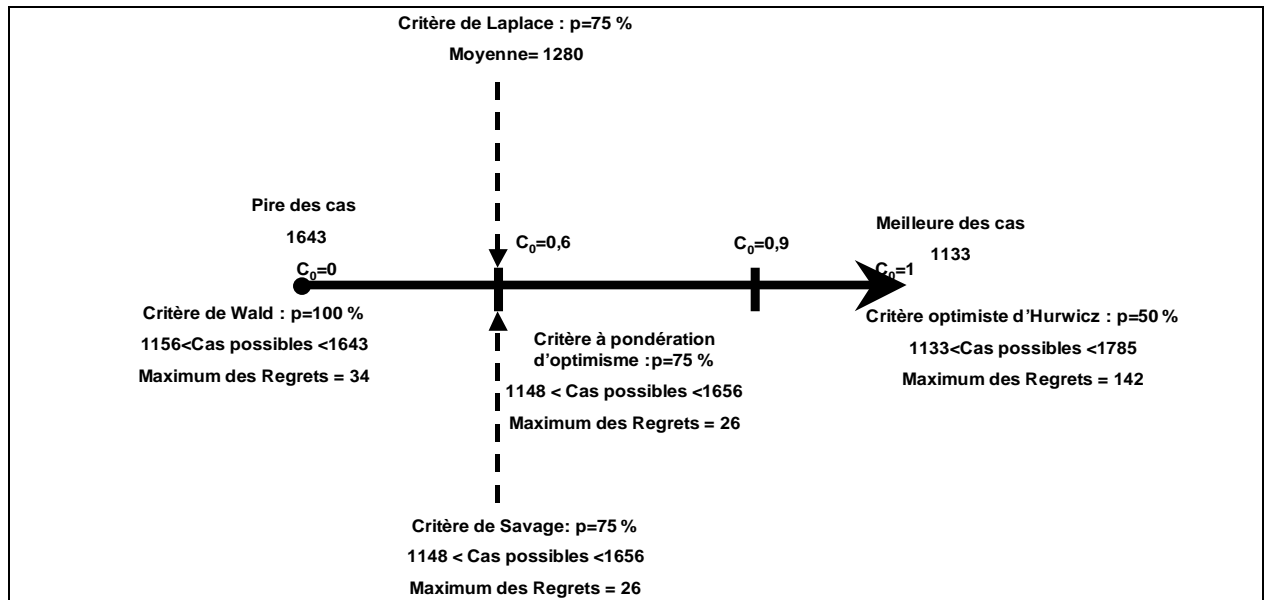 Critère de Laplace : p=75 %
Moyenne= 1280
Pire des cas
1643
C₀=0
C₀=0,6
C₀=0,9
Meilleure des cas
1133
C₀=1
Critère de Wald : p=100 %
1156<Cas possibles <1643
Maximum des Regrets = 34
Critère à pondération
d’optimisme :p=75 %
1148 < Cas possibles <1656
Maximum des Regrets = 26
Critère optimiste d’Hurwicz : p=50 %
1133<Cas possibles <1785
Maximum des Regrets = 142
Critère de Savage: p=75 %
1148 < Cas possibles <1656
Maximum des Regrets = 26